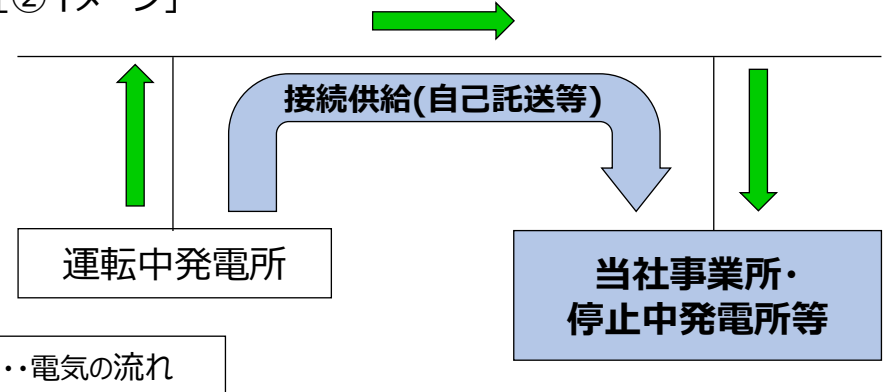 [②イメージ]
接続供給(自己託送等)
運転中発電所
当社事業所・
停止中発電所等
・・電気の流れ